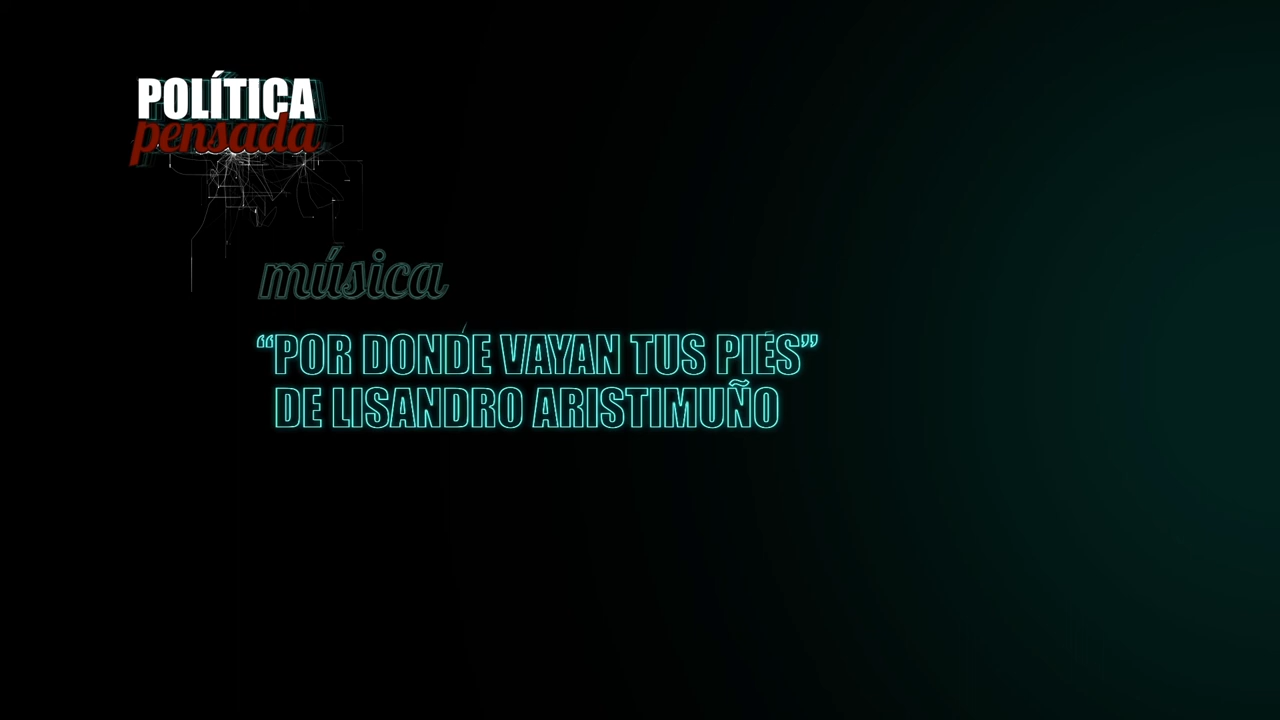 POLÍTICA
pensada
música
“POR DONDE VAYAN TUS PIES”
DE LISANDRO ARISTIMUÑO